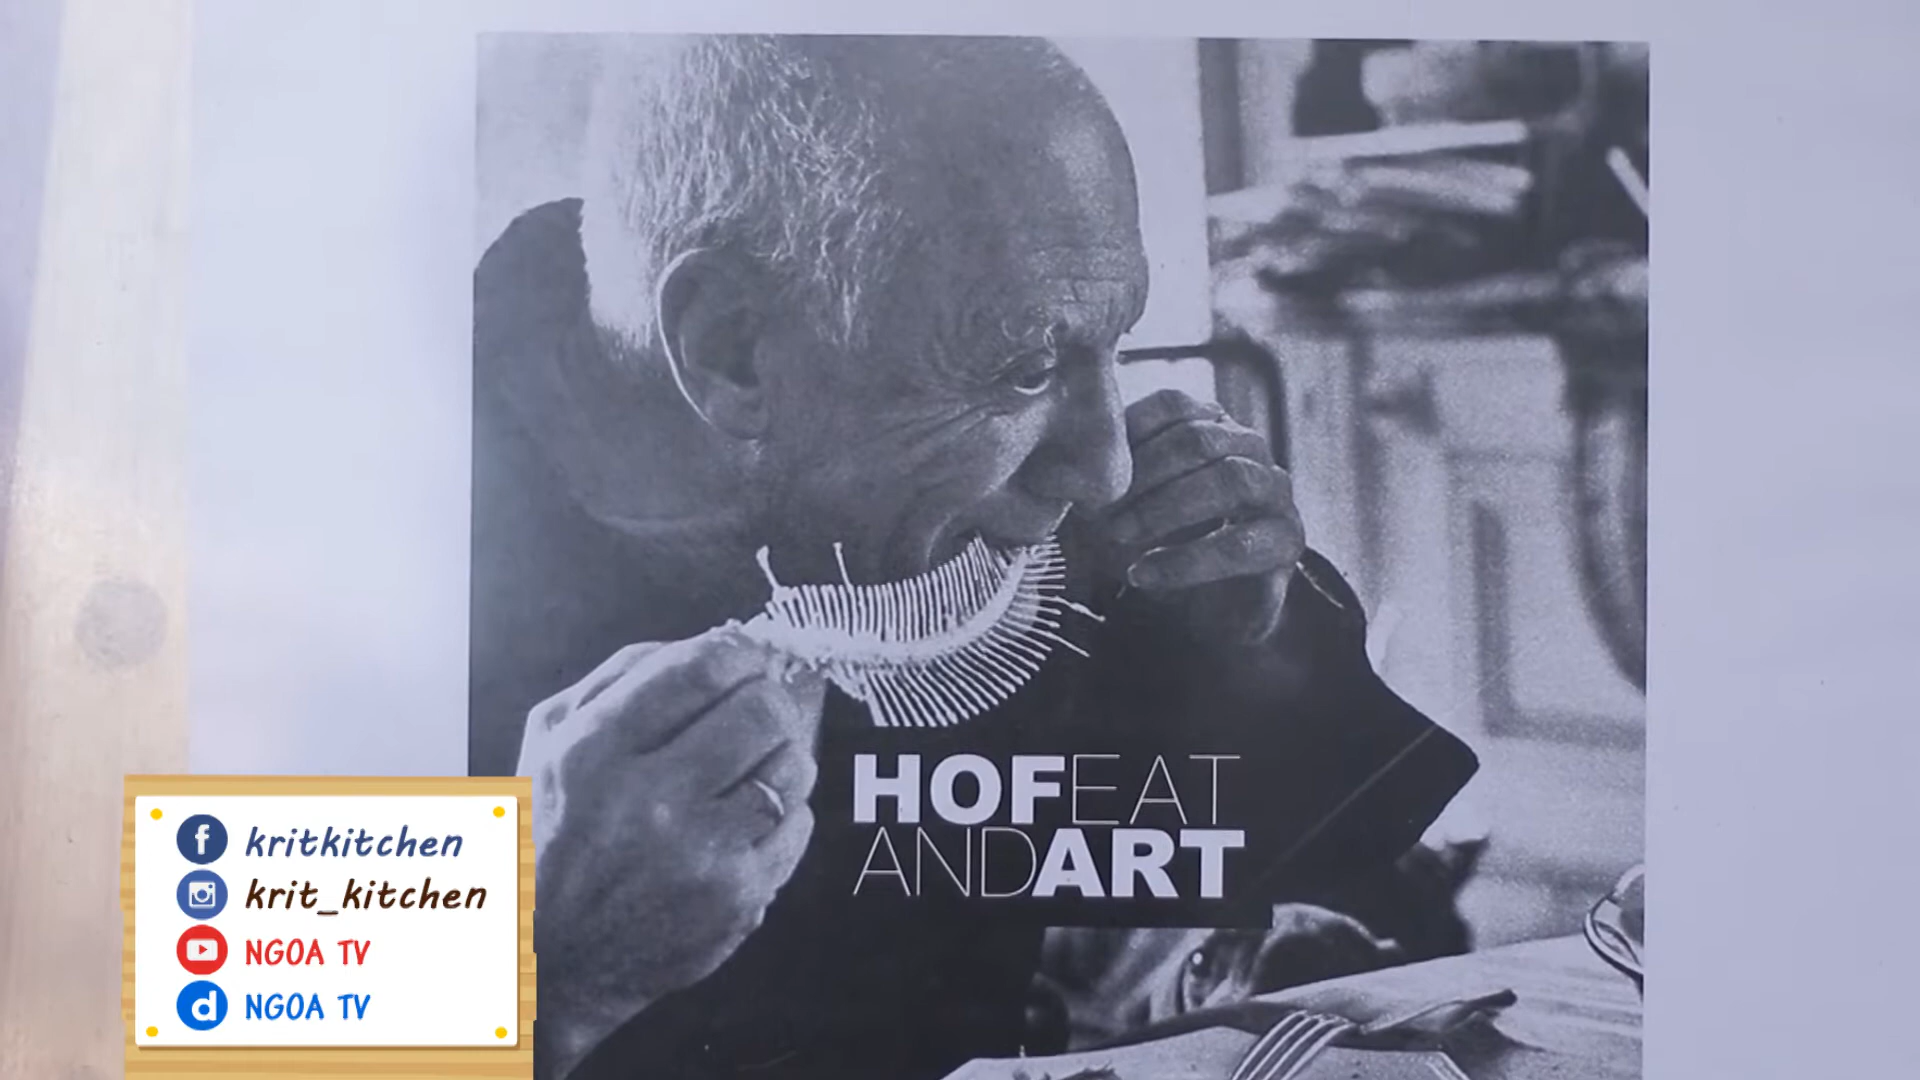 HOFEAT
ANDART
kritkitchen
krit_kitchen
NGOA TV
NGOA TV